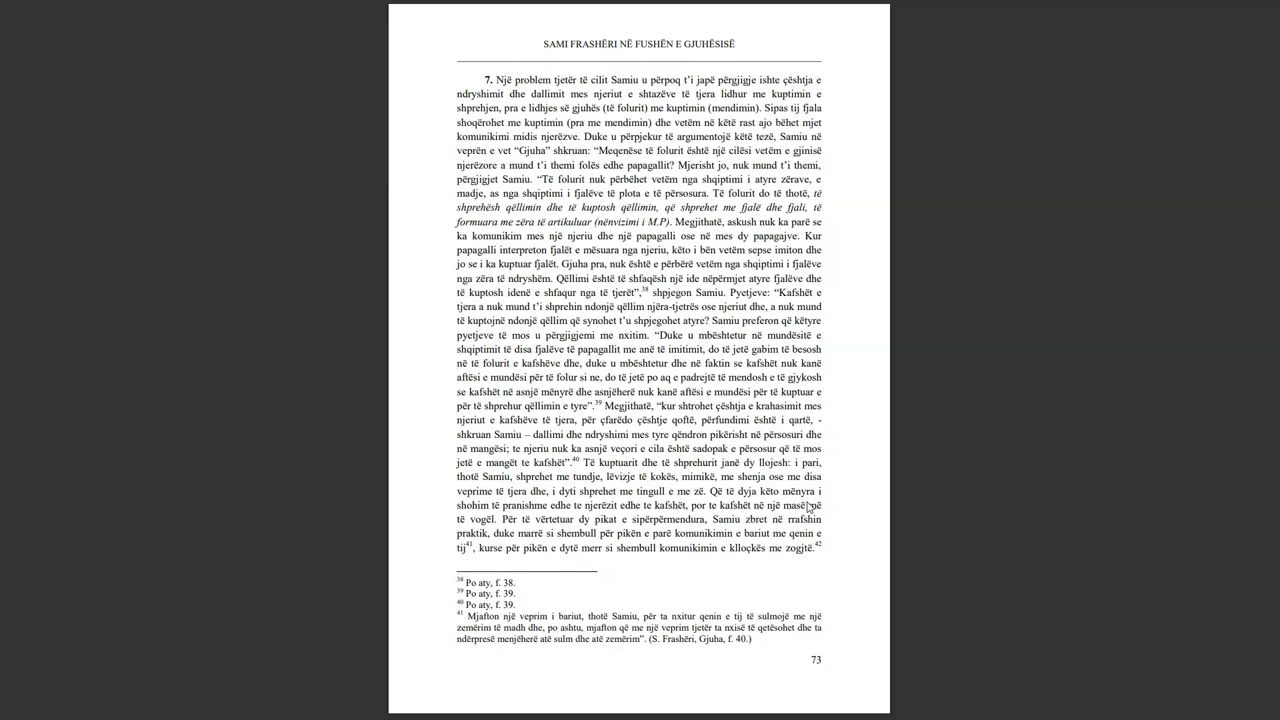 SAMI FRASHËRI NË FUSHËN E GJUHËSISË
7. Një problem tjetër të cilit Samiu u përpoq t’i japë përgjigje ishte çështja e
ndryshimit dhe dallimit mes njeriut e shtazëve të tjera lidhur me kuptimin e
shprehjen, pra e lidhjes së gjuhës (të folurit) me kuptimin (mendimin). Sipas tij fjala
shoqërohet me kuptimin (pra me mendimin) dhe vetëm në këtë rast ajo bëhet mjet
komunikimi midis njerëzve. Duke u përpjekur të argumentojë këtë tezë, Samiu në
veprën e vet “Gjuha” shkruan: “Meqenëse të folurit është një cilësi vetëm e gjinisë
njerëzore a mund t’i themi folës edhe papagallit? Mjerisht jo, nuk mund t’i themi,
përgjigjet Samiu. “Të folurit nuk përbëhet vetëm nga shqiptimi i atyre zërave, e
madje, as nga shqiptimi i fjalëve të plota e të përsosura. Të folurit do të thotë, të
shprehësh qëllimin dhe të kuptosh qëllimin, që shprehet me fjalë dhe fjali, të
formuara me zëra të artikuluar (nënvizimi i M.P). Megjithatë, askush nuk ka parë se
ka komunikim mes një njeriu dhe një papagalli ose në mes dy papagajve. Kur
papagalli interpreton fjalët e mësuara nga njeriu, këto i bën vetëm sepse imiton dhe
jo se i ka kuptuar fjalët. Gjuha pra, nuk është e përbërë vetëm nga shqiptimi i fjalëve
nga zëra të ndryshëm. Qëllimi është të shfaqësh një ide nëpërmjet atyre fjalëve dhe
të kuptosh idenë e shfaqur nga të tjerët”,38 shpjegon Samiu. Pyetjeve: “Kafshët e
tjera a nuk mund t’i shprehin ndonjë qëllim njëra-tjetrës ose njeriut dhe, a nuk mund
të kuptojnë ndonjë qëllim që synohet t’u shpjegohet atyre? Samiu preferon që këtyre
pyetjeve të mos u përgjigjemi me nxitim. “Duke u mbështetur në mundësitë e
shqiptimit të disa fjalëve të papagallit me anë të imitimit, do të jetë gabim të besosh
në të folurit e kafshëve dhe, duke u mbështetur dhe në faktin se kafshët nuk kanë
aftësi e mundësi për të folur si ne, do të jetë po aq e padrejtë të mendosh e të gjykosh
se kafshët në asnjë mënyrë dhe asnjëherë nuk kanë aftësi e mundësi për të kuptuar e
për të shprehur qëllimin e tyre”.39 Megjithatë, “kur shtrohet çështja e krahasimit mes
njeriut e kafshëve të tjera, për çfarëdo çështje qoftë, përfundimi është i qartë, -
shkruan Samiu – dallimi dhe ndryshimi mes tyre qëndron pikërisht në përsosuri dhe
në mangësi; te njeriu nuk ka asnjë veçori e cila është sadopak e përsosur që të mos
jetë e mangët te kafshët”.40 Të kuptuarit dhe të shprehurit janë dy llojesh: i pari,
thotë Samiu, shprehet me tundje, lëvizje të kokës, mimikë, me shenja ose me disa
veprime të tjera dhe, i dyti shprehet me tingull e me zë. Që të dyja këto mënyra i
shohim të pranishme edhe te njerëzit edhe te kafshët, por te kafshët në një masë më
të vogël. Për të vërtetuar dy pikat e sipërpërmendura, Samiu zbret në rrafshin
praktik, duke marrë si shembull për pikën e parë komunikimin e bariut me qenin e
tij41, kurse për pikën e dytë merr si shembull komunikimin e klloçkës me zogjtë.42
38 Po aty, f. 38.
39 Po aty, f. 39.
40 Po aty, f. 39.
41 Mjafton një veprim i bariut, thotë Samiu, për ta nxitur qenin e tij të sulmojë me një
zemërim të madh dhe, po ashtu, mjafton që me një veprim tjetër ta nxisë të qetësohet dhe ta
ndërpresë menjëherë atë sulm dhe atë zemërim”. (S. Frashëri, Gjuha, f. 40.)
73